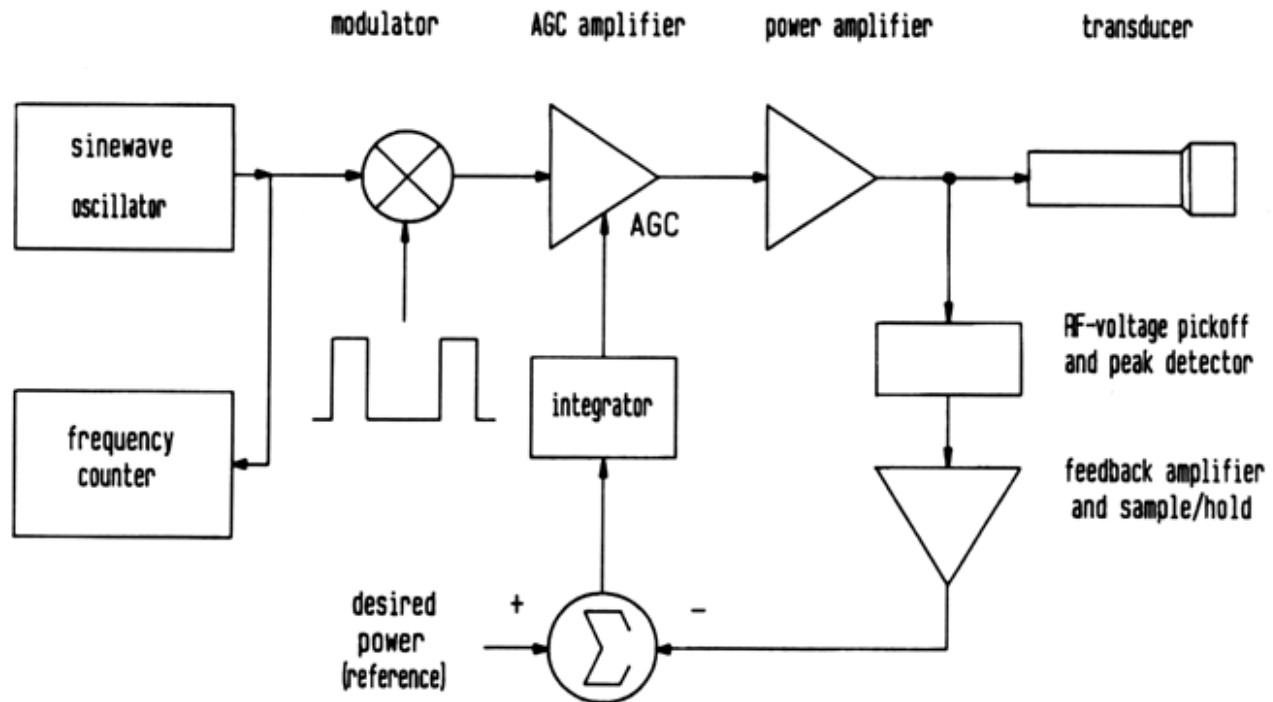 modulator
AGC amplifier
power amplifier
transducer
sinewave
oscillator
AGC
RF-voltage pickoff
and peak detector
integrator
frequency
counter
feedback amplifier
and sample/hold
desired
power
(reference)
+
Σ
-